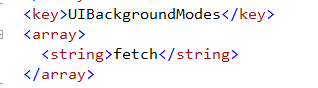 <key>UIBackgroundModes</key>
<array>
<string>fetch</string>
</array>